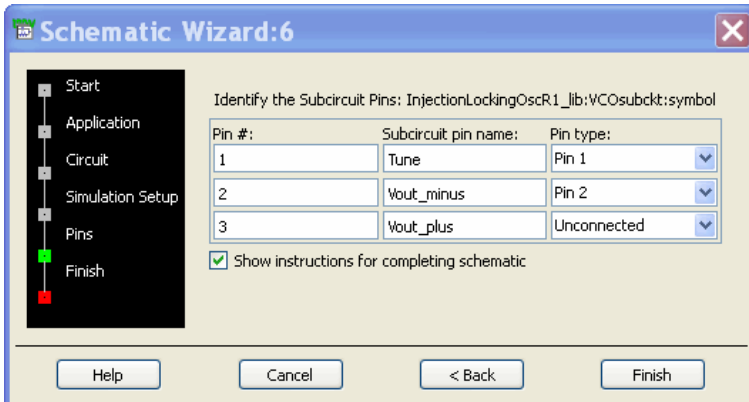 Schematic Wizard:6
Start
Application
Circuit
Simulation Setup
Pins
Finish
Identify the Subcircuit Pins: InjectionLockingOscR1_lib:VCOsubckt:symbol
Pin #: Subcircuit pin name: Pin type:
1 Tune Pin 1
2 Vout_minus Pin 2
3 Vout_plus Unconnected
Show instructions for completing schematic
Help Cancel < Back Finish